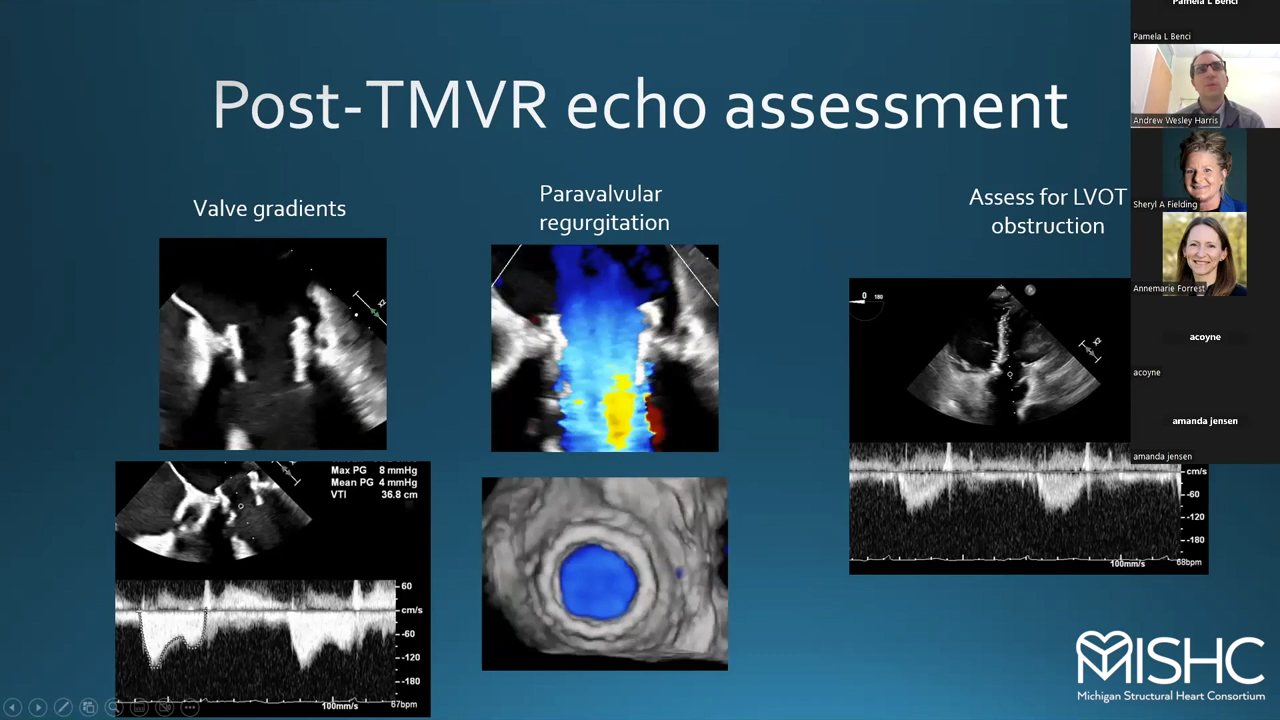 Post-TMVR echo assessment
Valve gradients
Paravalvular
regurgitation
Assess for LVOT
obstruction
Max PG 8 mmHg
Mean PG 4 mmHg
VTI 36.8 cm
60
cm/s
-60
-120
-180
100mm/s
67bpm
0 180
cm/s
-60
-120
-180
100mm/s
68bpm
MISHC
Michigan Structural Heart Consortium
Pamela L Benci
Pamela L Benci
Andrew Wesley Harris
Sheryl A Fielding
Annemarie Forrest
acoyne
acoyne
amanda jensen
amanda jensen